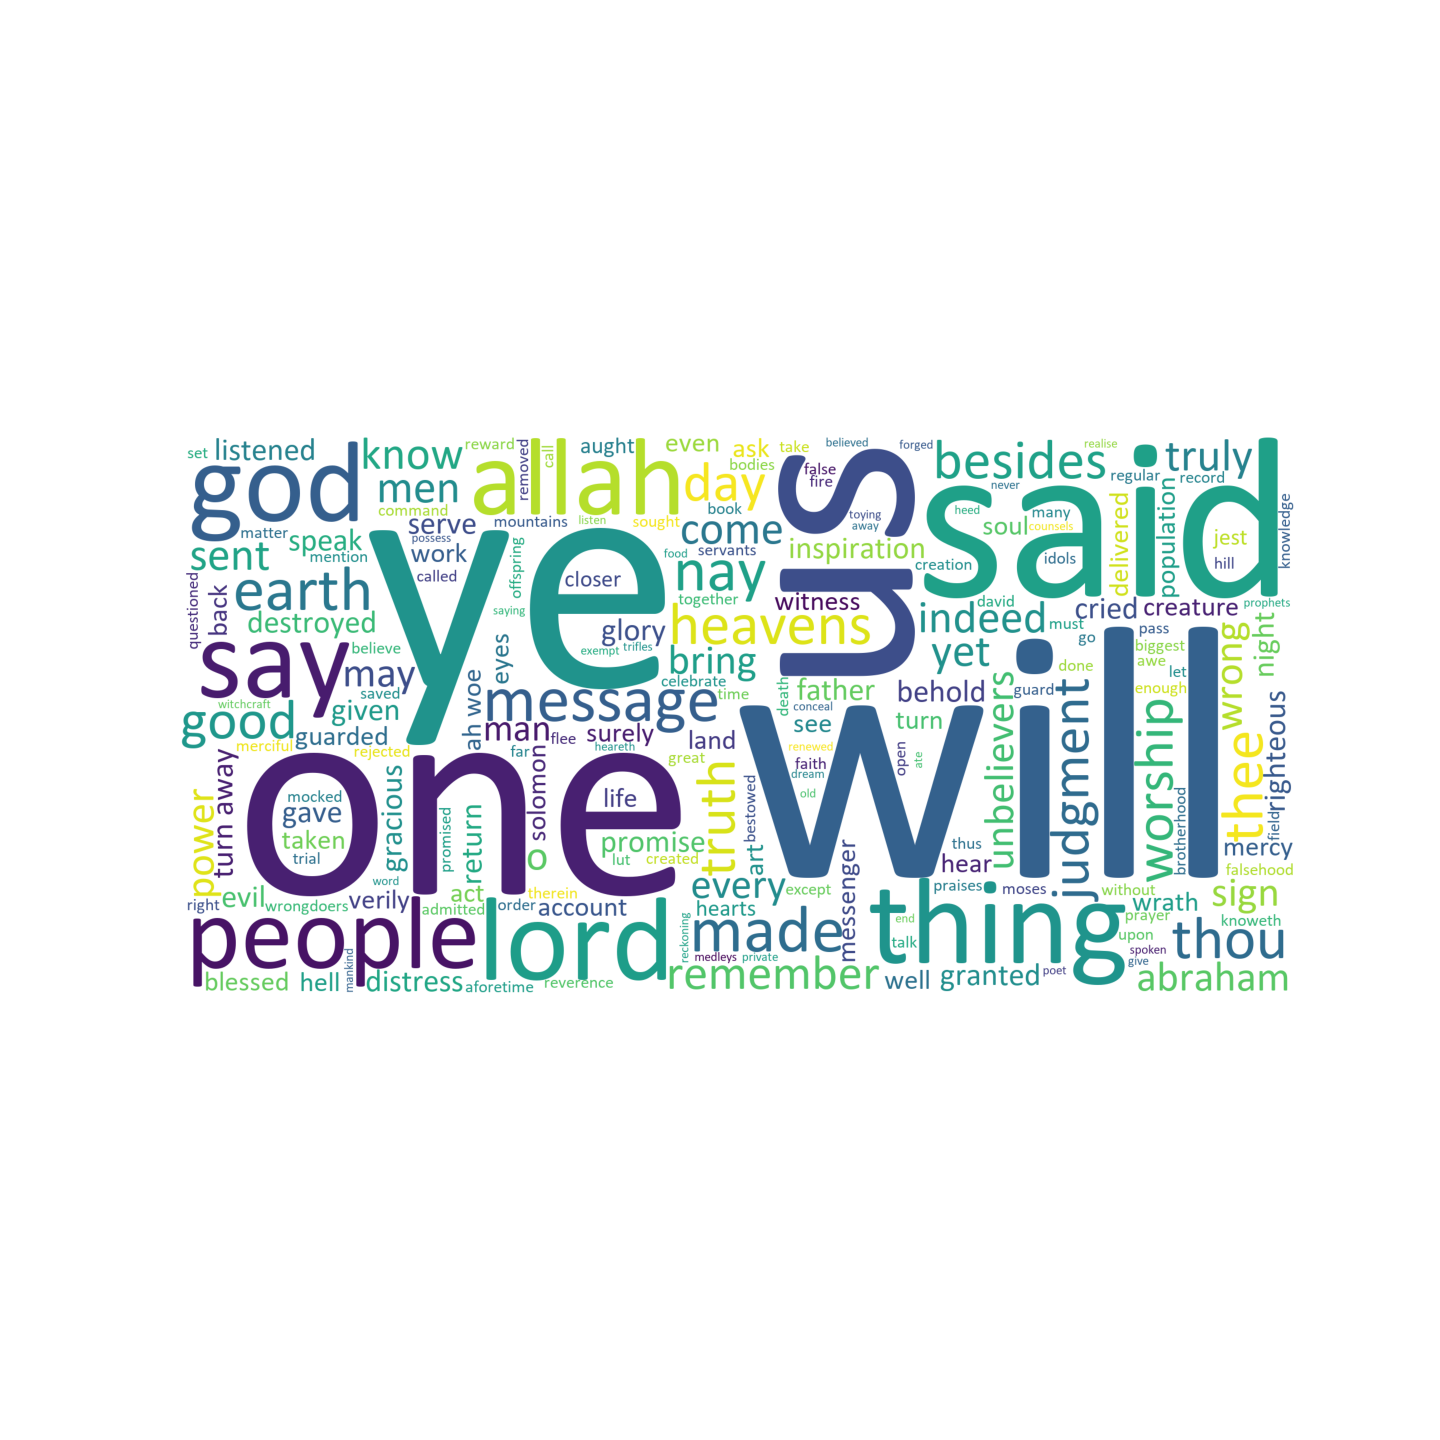 set listened know reward call removed aught even ask take believed forged besides realise truly
god men allah day bodies false fire us never regular record said
command matter speak serve mountains listen sought book toying away heed soul many counsels delivered population jest knowledge
sent mention possess work offspring food come servants inspiration creation idols hill
earth called ye closer nay together witness david indeed cried creature prophets
questioned back destroyed believe saying glory heavens exempt trifles yet must go pass biggest awe wrong night
say may saved eyes bring celebrate father behold done let
witchcraft good given ah woe message time death conceal see turn unbelievers guard judgment enough worship righteous
guarded merciful rejected man flee surely land heareth far great renewed faith dream open ate will thee
power turn away mocked gave one solomon life truth bestowed old field brotherhood
taken trial gracious promised return o lut promise created art messenger thus hear mercy falsehood
word act therein every except praises moses without sign
right evil wrongdoers verily admitted order account hearts made end thing prayer wrath knoweth
people lord reckoning medleys private talk upon spoken give thou
blessed hell mankind distress aforetime reverence remember well granted poet abraham